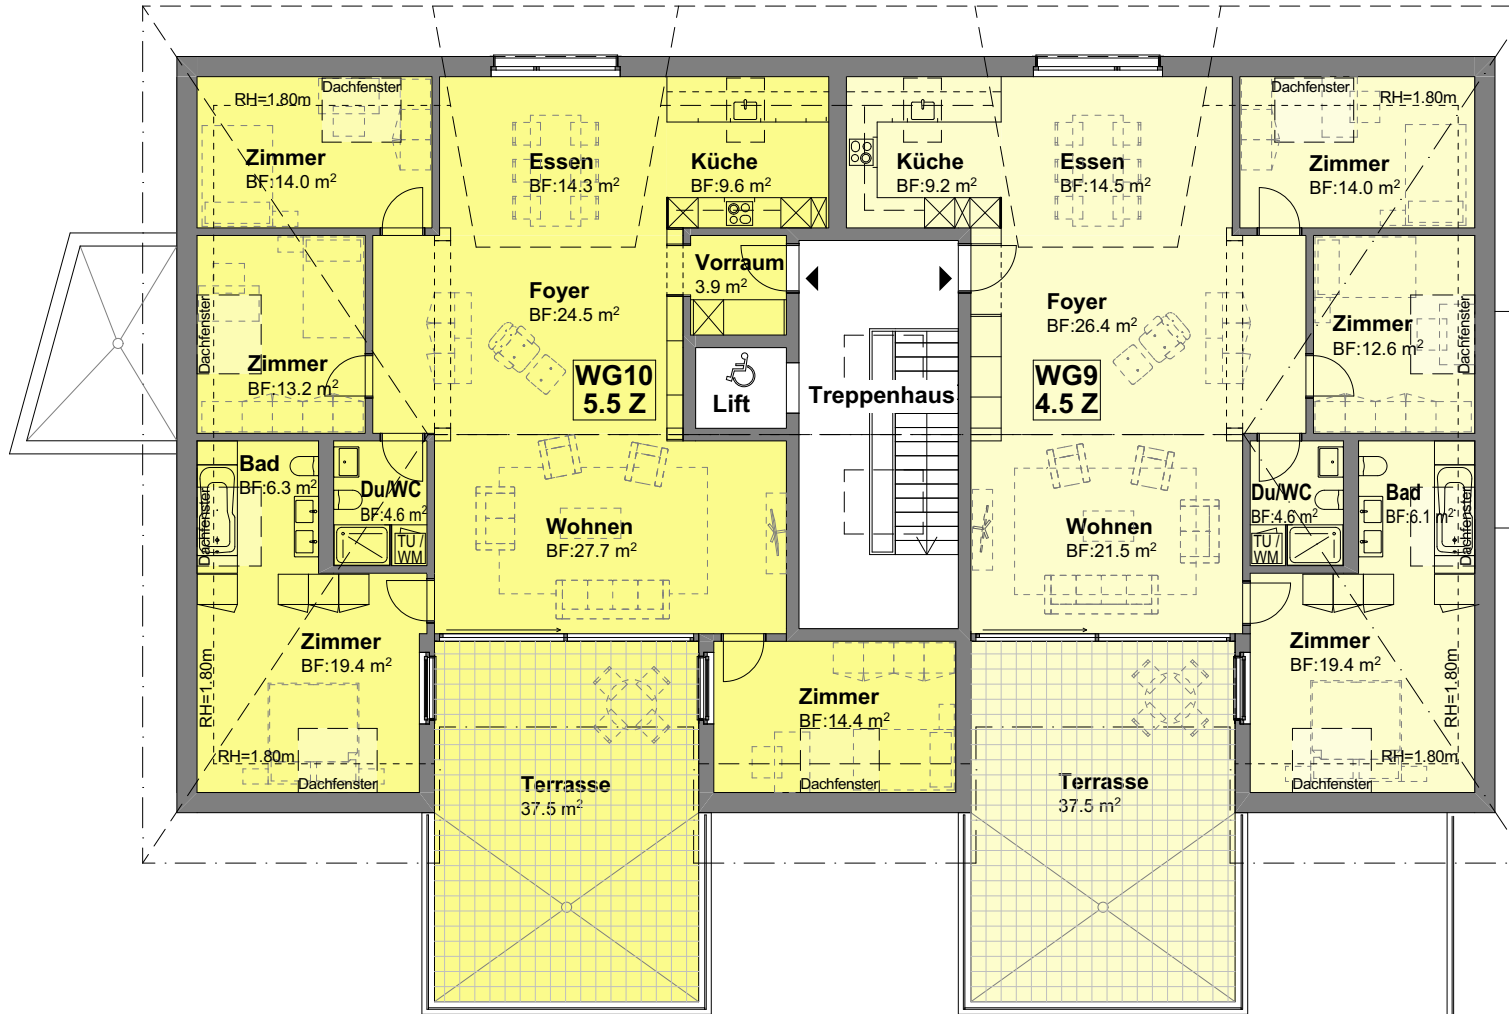 Dachfenster
RH=1.80m
Zimmer
BF:14.0 m²
Essen
BF:14.3 m²
Küche
BF:9.6 m²
Küche
BF:9.2 m²
Essen
BF:14.5 m²
Dachfenster
RH=1.80m
Zimmer
BF:14.0 m²
Dachfenster
Zimmer
BF:13.2 m²
Foyer
BF:24.5 m²
Vorraum
3.9 m²
WG10
5.5 Z
Lift
Treppenhaus
Foyer
BF:26.4 m²
WG9
4.5 Z
Zimmer
BF:12.6 m²
Dachfenster
Bad
BF:6.3 m²
Dachfenster
Du/WC
BF:4.6 m²
TU
WM
Wohnen
BF:27.7 m²
Wohnen
BF:21.5 m²
Du/WC
BF:4.6 m²
TU
WM
Bad
BF:6.1 m²
Dachfenster
Zimmer
BF:19.4 m²
RH=1.80m
RH=1.80m
Dachfenster
Terrasse
37.5 m²
Zimmer
BF:14.4 m²
Dachfenster
Terrasse
37.5 m²
Zimmer
BF:19.4 m²
RH=1.80m
RH=1.80m
Dachfenster